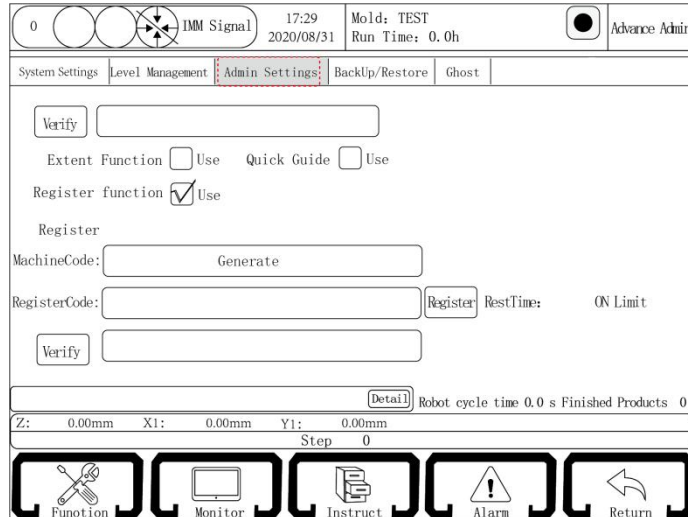 0 IMM Signal 17:29 Mold: TEST Advance Admin
2020/08/31 Run Time: 0.0h
System Settings Level Management Admin Settings BackUp/Restore Ghost
Verify
Extent Function Use Quick Guide Use
Register function Use
Register
MachineCode: Generate
RegisterCode: Register RestTime: ON Limit
Verify
Detail Robot cycle time 0.0 s Finished Products 0
Z: 0.00mm X1: 0.00mm Y1: 0.00mm
Step 0
Funotion Monitor Instruct Alarm Return